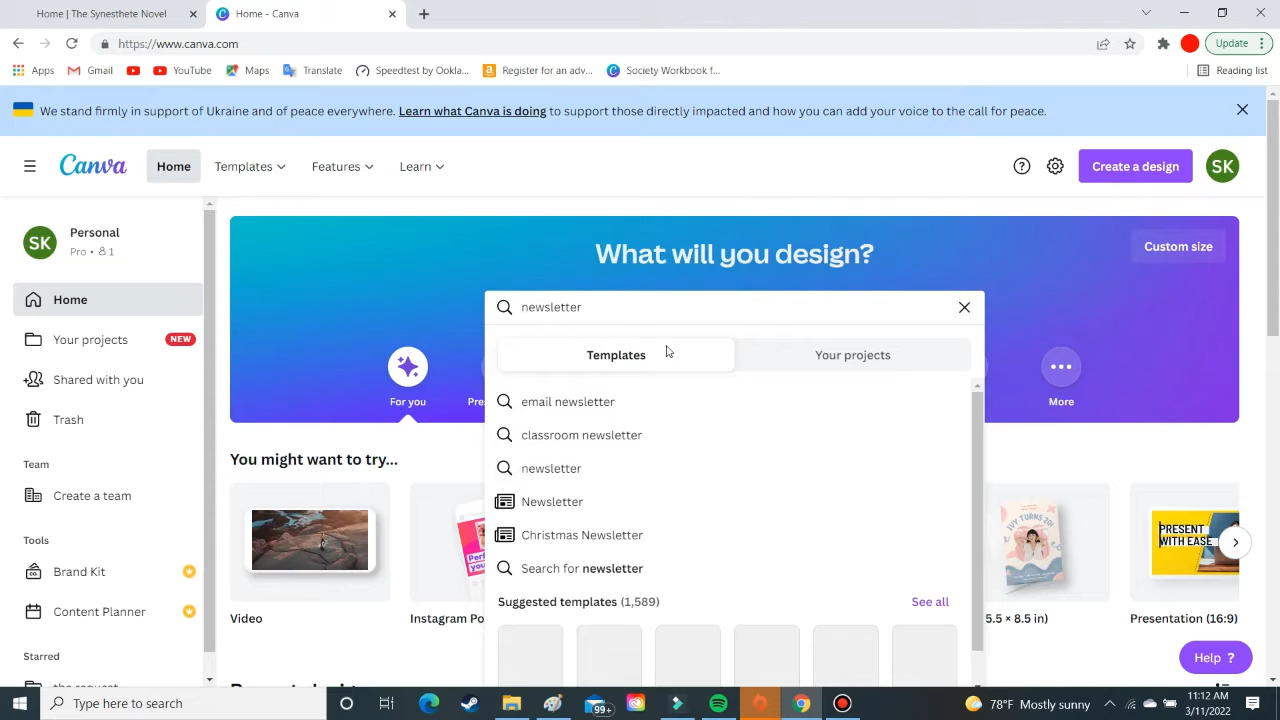 Home | The Synesthete Novel
Home - Canva
https://www.canva.com
Update
Apps
Gmail
YouTube
Maps
Translate
Speedtest by Ookla...
Register for an adv...
Society Workbook f...
Reading list
We stand firmly in support of Ukraine and of peace everywhere. Learn what Canva is doing to support those directly impacted and how you can add your voice to the call for peace.
Canva
Home
Templates
Features
Learn
Create a design
SK
SK
Personal
Pro • 1
Home
Your projects
NEW
Shared with you
Trash
Team
Create a team
Tools
Brand Kit
Content Planner
Starred
What will you design?
Custom size
newsletter
Templates
Your projects
For you
More
email newsletter
classroom newsletter
newsletter
Newsletter
Christmas Newsletter
Search for newsletter
Suggested templates (1,589)
See all
You might want to try...
PRESENT
WITH EASE
Video
Instagram Po
5.5 × 8.5 in)
Presentation (16:9)
Help ?
Type here to search
99+
78°F Mostly sunny
11:12 AM
3/11/2022